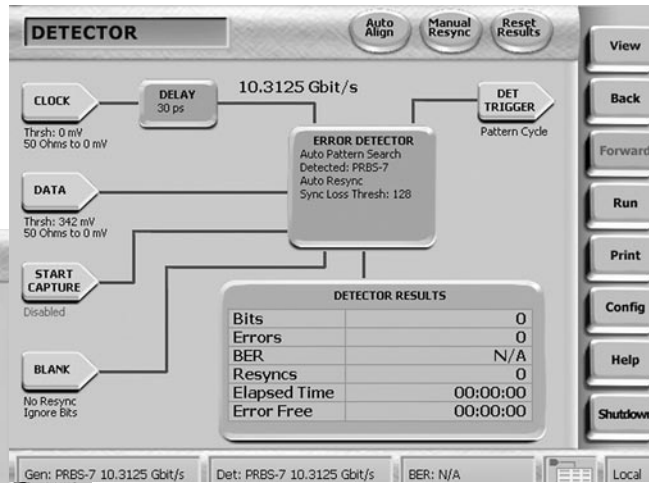 DETECTOR
Auto Align
Manual Resync
Reset Results
View
Back
Forward
Run
Print
Config
Help
Shutdown
CLOCK
Thrsh: 0 mV
50 Ohms to 0 mV
DELAY
30 ps
10.3125 Gbit/s
DET TRIGGER
Pattern Cycle
ERROR DETECTOR
Auto Pattern Search
Detected: PRBS-7
Auto Resync
Sync Loss Thresh: 128
DATA
Thrsh: 342 mV
50 Ohms to 0 mV
START CAPTURE
Disabled
BLANK
No Resync
Ignore Bits
DETECTOR RESULTS
Bits 0
Errors 0
BER N/A
Resyncs 0
Elapsed Time 00:00:00
Error Free 00:00:00
Gen: PRBS-7 10.3125 Gbit/s
Det: PRBS-7 10.3125 Gbit/s
BER: N/A
Local